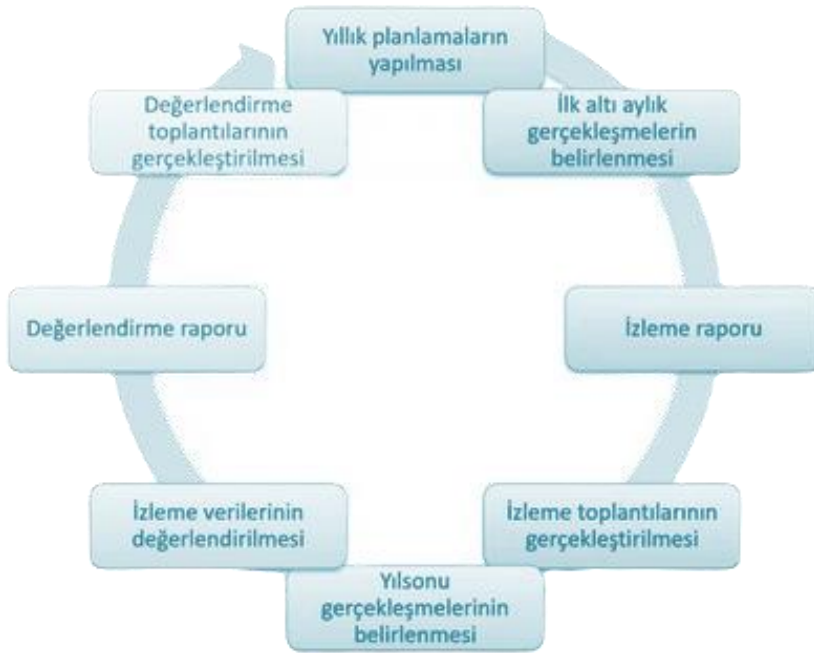 Yıllık planlamaların
yapılması
İlk altı aylık
gerçekleşmelerin
belirlenmesi
İzleme raporu
İzleme toplantılarının
gerçekleştirilmesi
Yılsonu
gerçekleşmelerinin
belirlenmesi
İzleme verilerinin
değerlendirilmesi
Değerlendirme raporu
Değerlendirme
toplantılarının
gerçekleştirilmesi